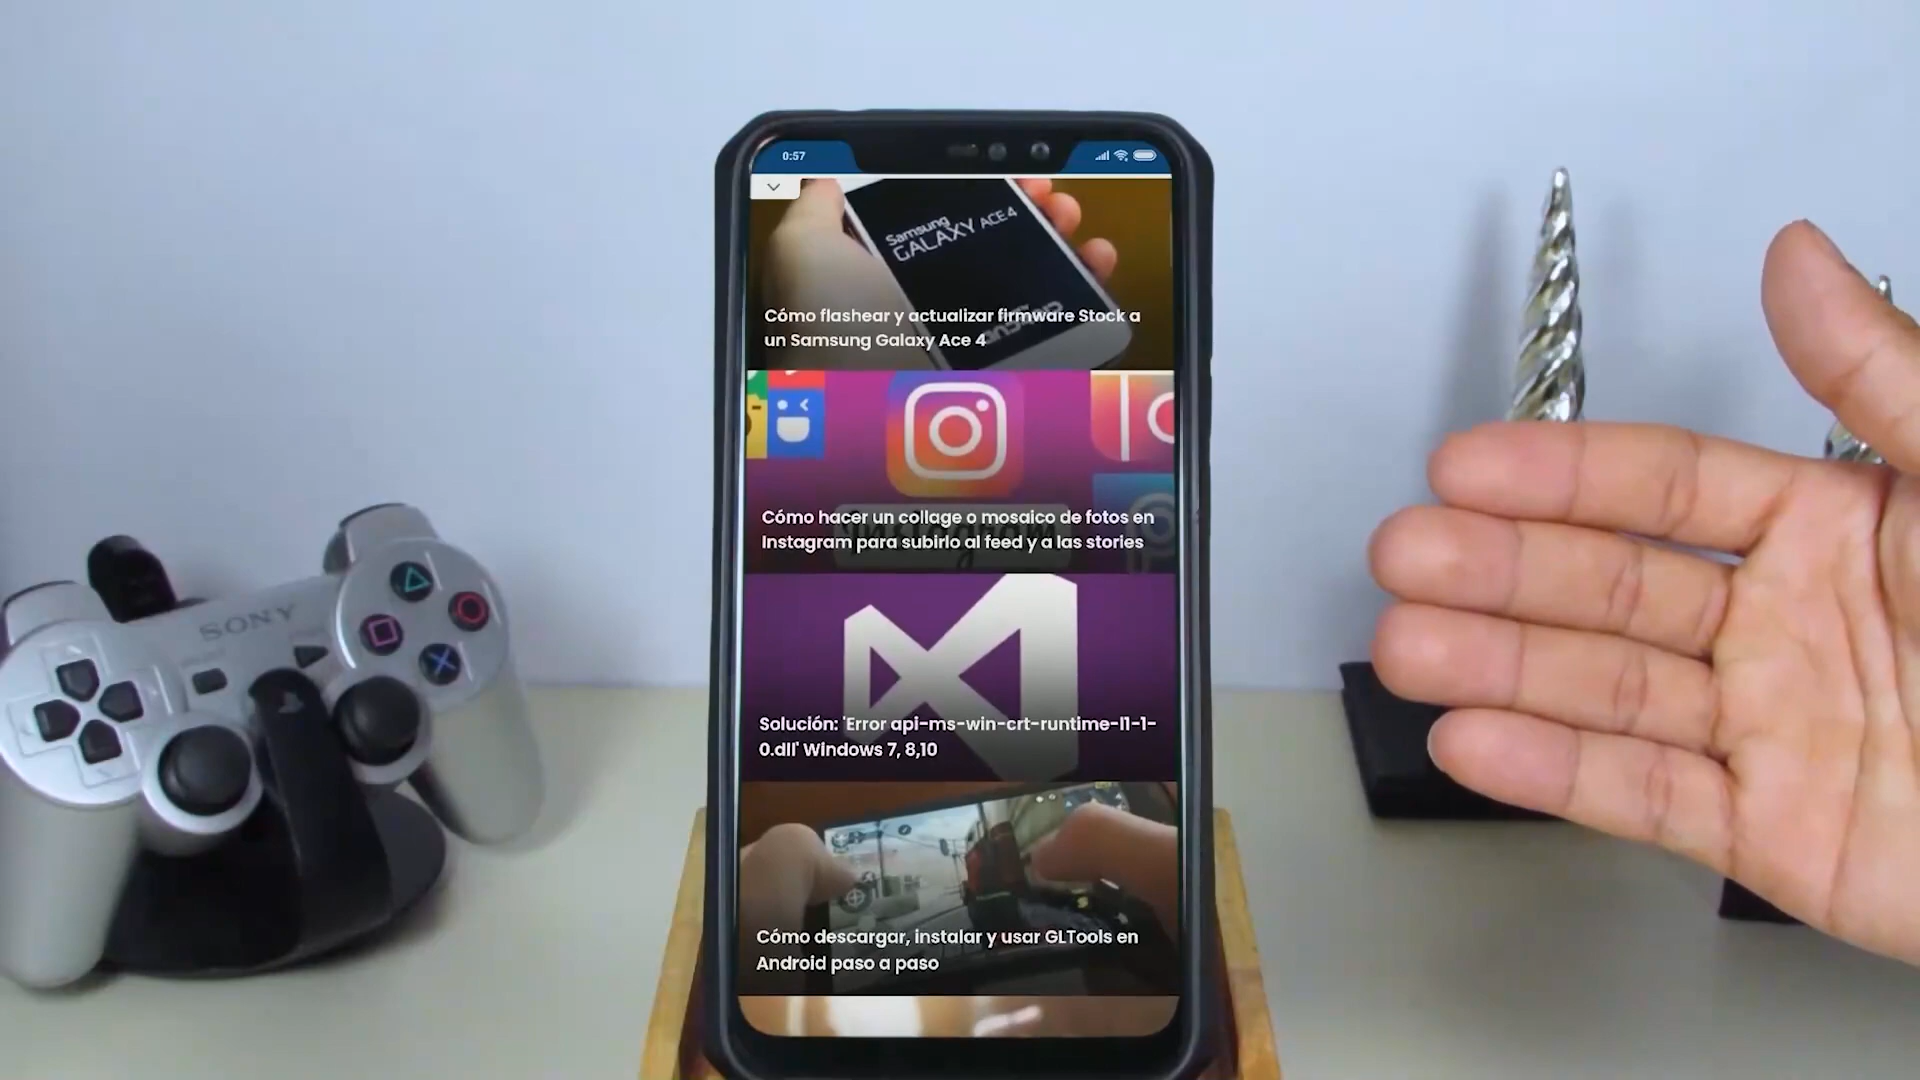 0:57
Samsung
GALAXY ACE 4
Cómo flashear y actualizar firmware Stock a
un Samsung Galaxy Ace 4
Cómo hacer un collage o mosaico de fotos en
Instagram para subirlo al feed y a las stories
SONY
Solución: 'Error api-ms-win-crt-runtime-l1-1-
0.dll' Windows 7, 8,10
Cómo descargar, instalar y usar GLTools en
Android paso a paso